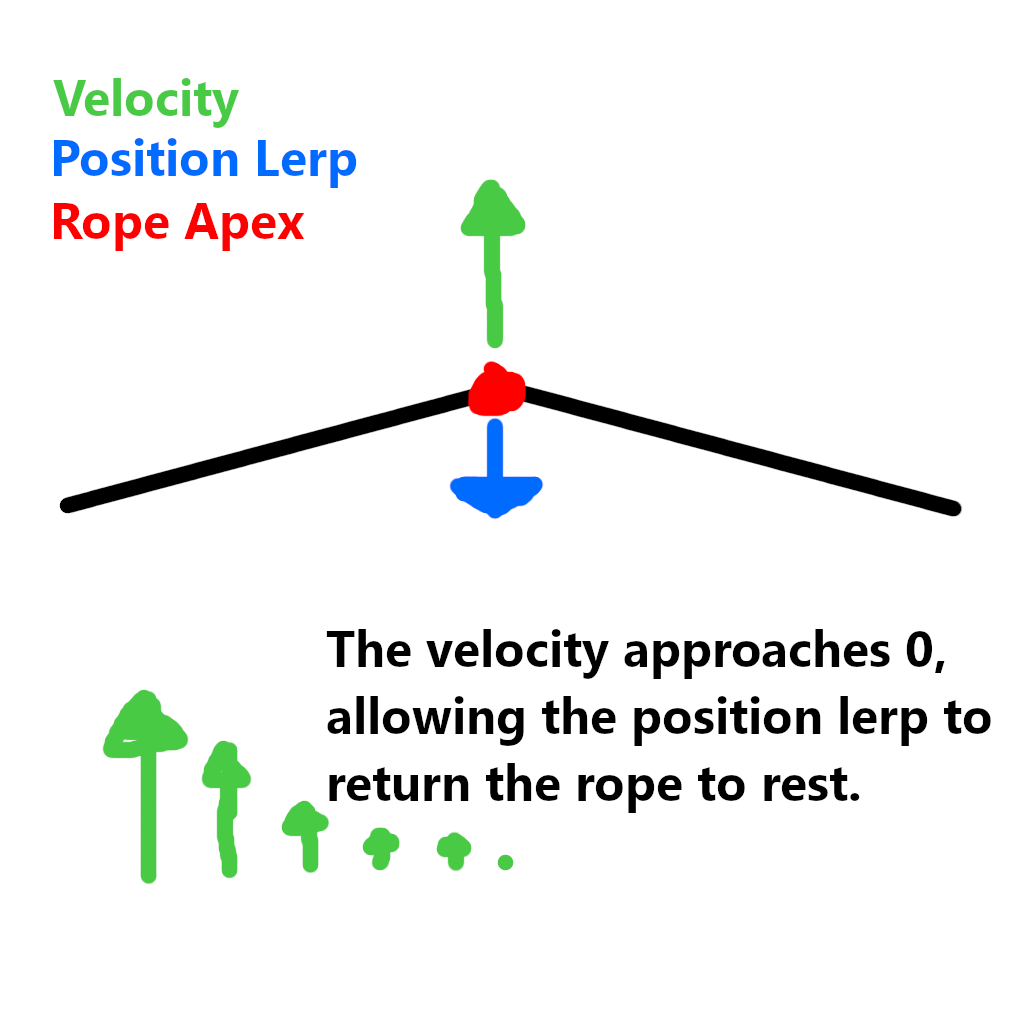 Velocity
Position Lerp
Rope Apex
The velocity approaches 0,
allowing the position lerp to
return the rope to rest.